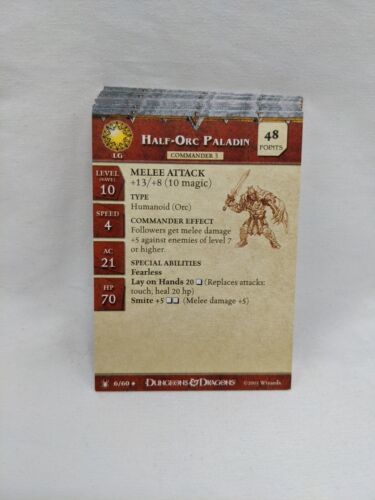 HALF-ORC PALADIN
48
POINTS
LG
COMMANDER 3
LEVEL
(SAVE)
10
SPEED
4
AC
21
HP
70
MELEE ATTACK
+13/+8 (10 magic)
TYPE
Humanoid (Orc)
COMMANDER EFFECT
Followers get melee damage
+5 against enemies of level 7
or higher.
SPECIAL ABILITIES
Fearless
Lay on Hands 20 ❑ (Replaces attacks:
touch, heal 20 hp)
Smite +5 ❑❑ (Melee damage +5)
6/60 ★
DUNGEONS & DRAGONS
©2005 Wizards